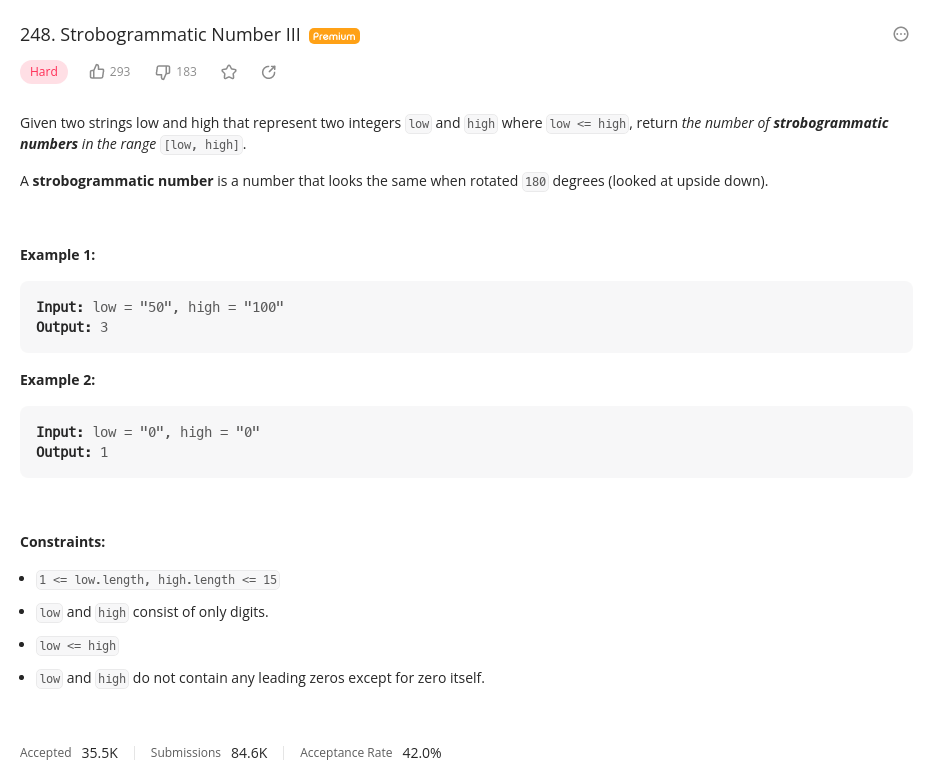 248. Strobogrammatic Number III Premium
Hard 293 183
Given two strings low and high that represent two integers low and high where low <= high, return the number of strobogrammatic
numbers in the range [low, high].
A strobogrammatic number is a number that looks the same when rotated 180 degrees (looked at upside down).
Example 1:
Input: low = "50", high = "100"
Output: 3
Example 2:
Input: low = "0", high = "0"
Output: 1
Constraints:
• 1 <= low.length, high.length <= 15
• low and high consist of only digits.
• low <= high
• low and high do not contain any leading zeros except for zero itself.
Accepted 35.5K Submissions 84.6K Acceptance Rate 42.0%